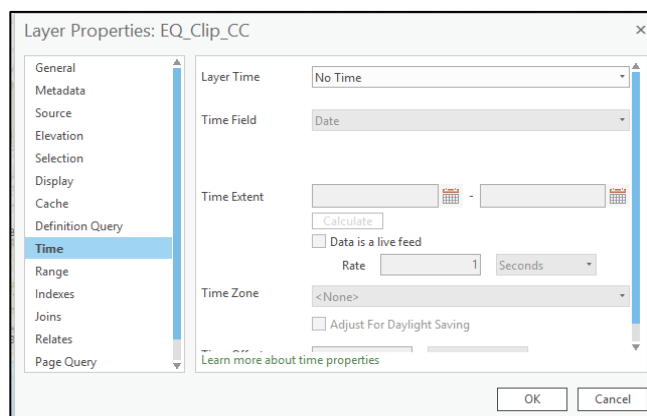 Layer Properties: EQ_Clip_CC
General
Metadata
Source
Elevation
Selection
Display
Cache
Definition Query
Time
Range
Indexes
Joins
Relates
Page Query
Layer Time No Time
Time Field Date
Time Extent -
Calculate
Data is a live feed
Rate 1 Seconds
Time Zone <None>
Adjust For Daylight Saving
Learn more about time properties
OK Cancel